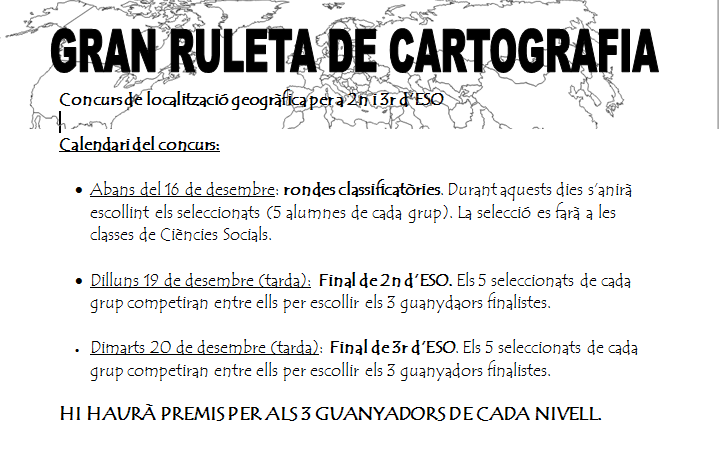 GRAN RULETA DE CARTOGRAFIA
Concurs de localització geogràfica per a 2n i 3r d'ESO
Calendari del concurs:
• Abans del 16 de desembre: rondes classificatòries. Durant aquests dies s'anirà
escollint els seleccionats (5 alumnes de cada grup). La selecció es farà a les
classes de Ciències Socials.
• Dilluns 19 de desembre (tarda): Final de 2n d'ESO. Els 5 seleccionats de cada
grup competiran entre ells per escollir els 3 guanydaors finalistes.
• Dimarts 20 de desembre (tarda): Final de 3r d'ESO. Els 5 seleccionats de cada
grup competiran entre ells per escollir els 3 guanyadors finalistes.
HI HAURÀ PREMIS PER ALS 3 GUANYADORS DE CADA NIVELL.